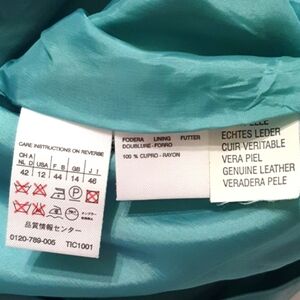 CARE INSTRUCTIONS ON REVERSE
CH A
NL D USA F S GB J I
42 12 44 14 46
P
品質情報センター
0120-789-005 TIC1001
FODERA LINING FUTTER
DOUBLURE-FORRO
100 % CUPRO-RAYON
ECHTES LEDER
CUIR VERITABLE
VERA PIEL
GENUINE LEATHER
VERADERA PELE